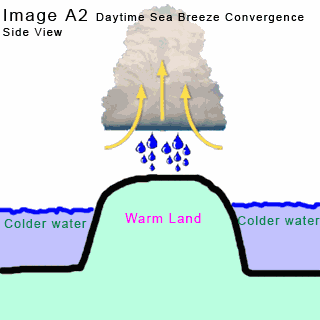 Image A2 Daytime Sea Breeze Convergence
Side View
Warm Land
Colder water
Colder water